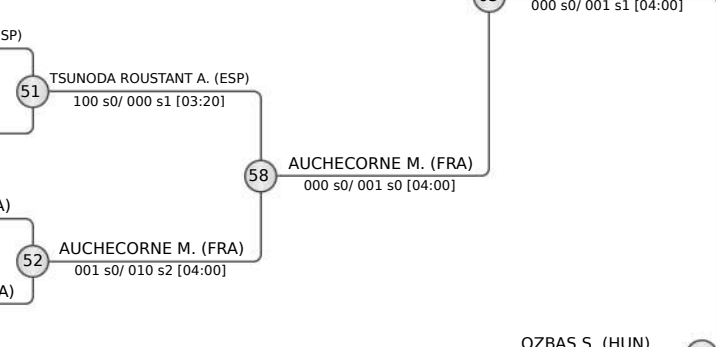 000 s0/ 001 s1 [04:00]
SP)
TSUNODA ROUSTANT A. (ESP)
51
100 s0/ 000 s1 [03:20]
AUCHECORNE M. (FRA)
58
000 s0/ 001 s0 [04:00]
A)
AUCHECORNE M. (FRA)
52
001 s0/ 010 s2 [04:00]
A)
OZBAS S. (HUN)